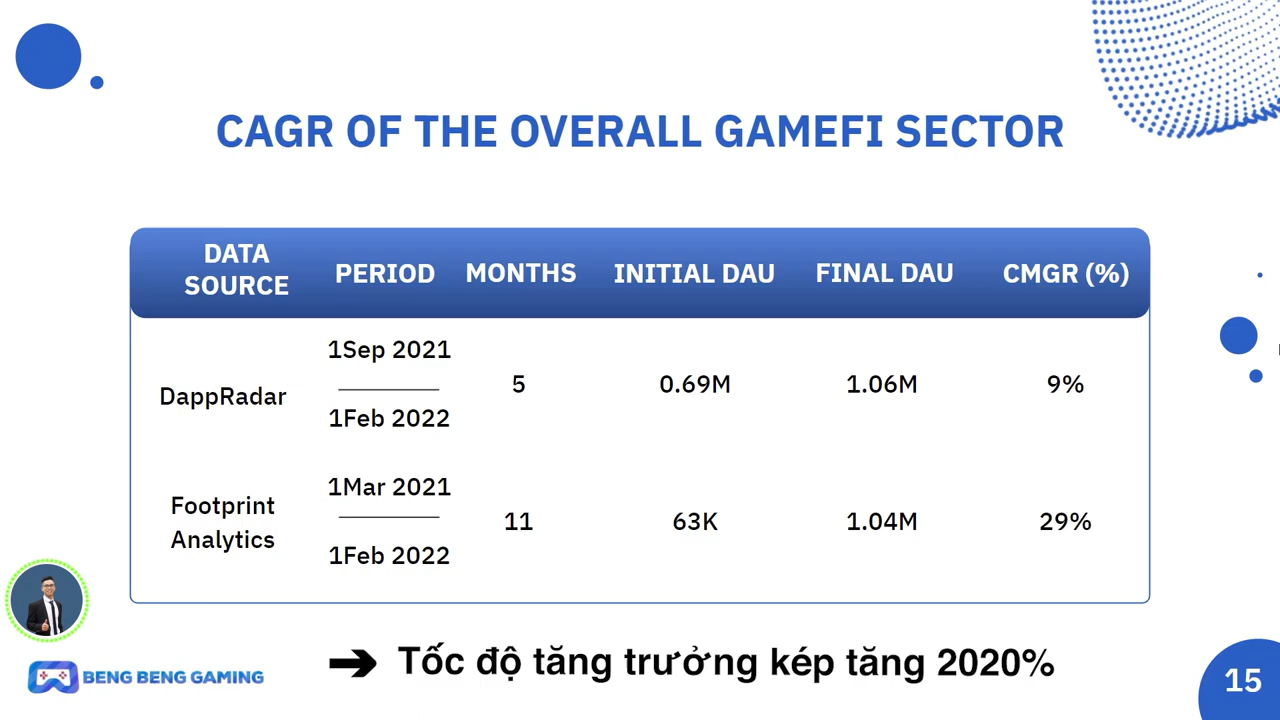 CAGR OF THE OVERALL GAMEFI SECTOR
DATA SOURCE PERIOD MONTHS INITIAL DAU FINAL DAU CMGR (%)
DappRadar 1Sep 2021 1Feb 2022 5 0.69M 1.06M 9%
Footprint Analytics 1Mar 2021 1Feb 2022 11 63K 1.04M 29%
➔ Tốc độ tăng trưởng kép tăng 2020%
BENG BENG GAMING
15